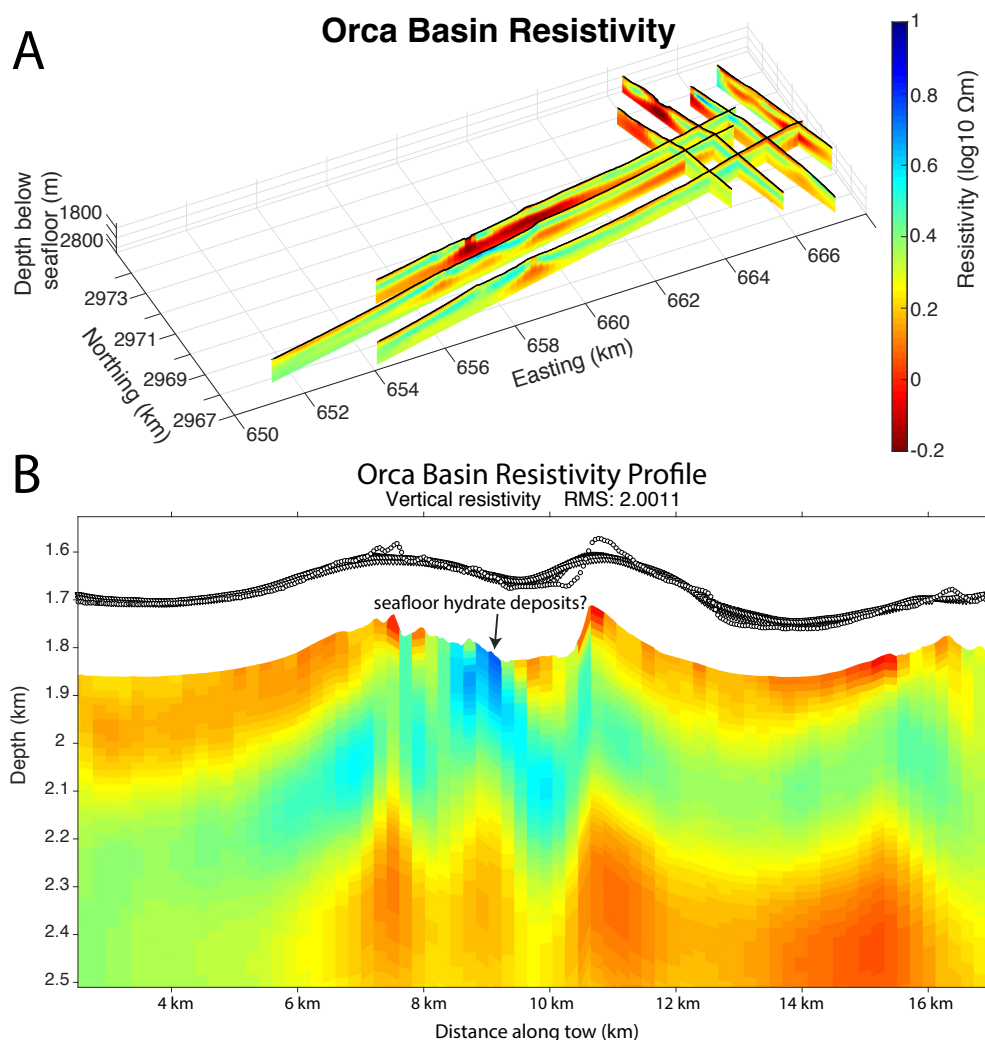 A
Orca Basin Resistivity
1
0.8
0.6
0.4
0.2
0
-0.2
Resistivity (log10 Ωm)
Depth below
seafloor (m)
1800
2800
2973
2971
2969
2967
Northing (km)
650
652
654
656
658
660
662
664
666
Easting (km)
B
Orca Basin Resistivity Profile
Vertical resistivity RMS: 2.0011
seafloor hydrate deposits?
1.6
1.7
1.8
1.9
2
2.1
2.2
2.3
2.4
2.5
Depth (km)
4 km
6 km
8 km
10 km
12 km
14 km
16 km
Distance along tow (km)